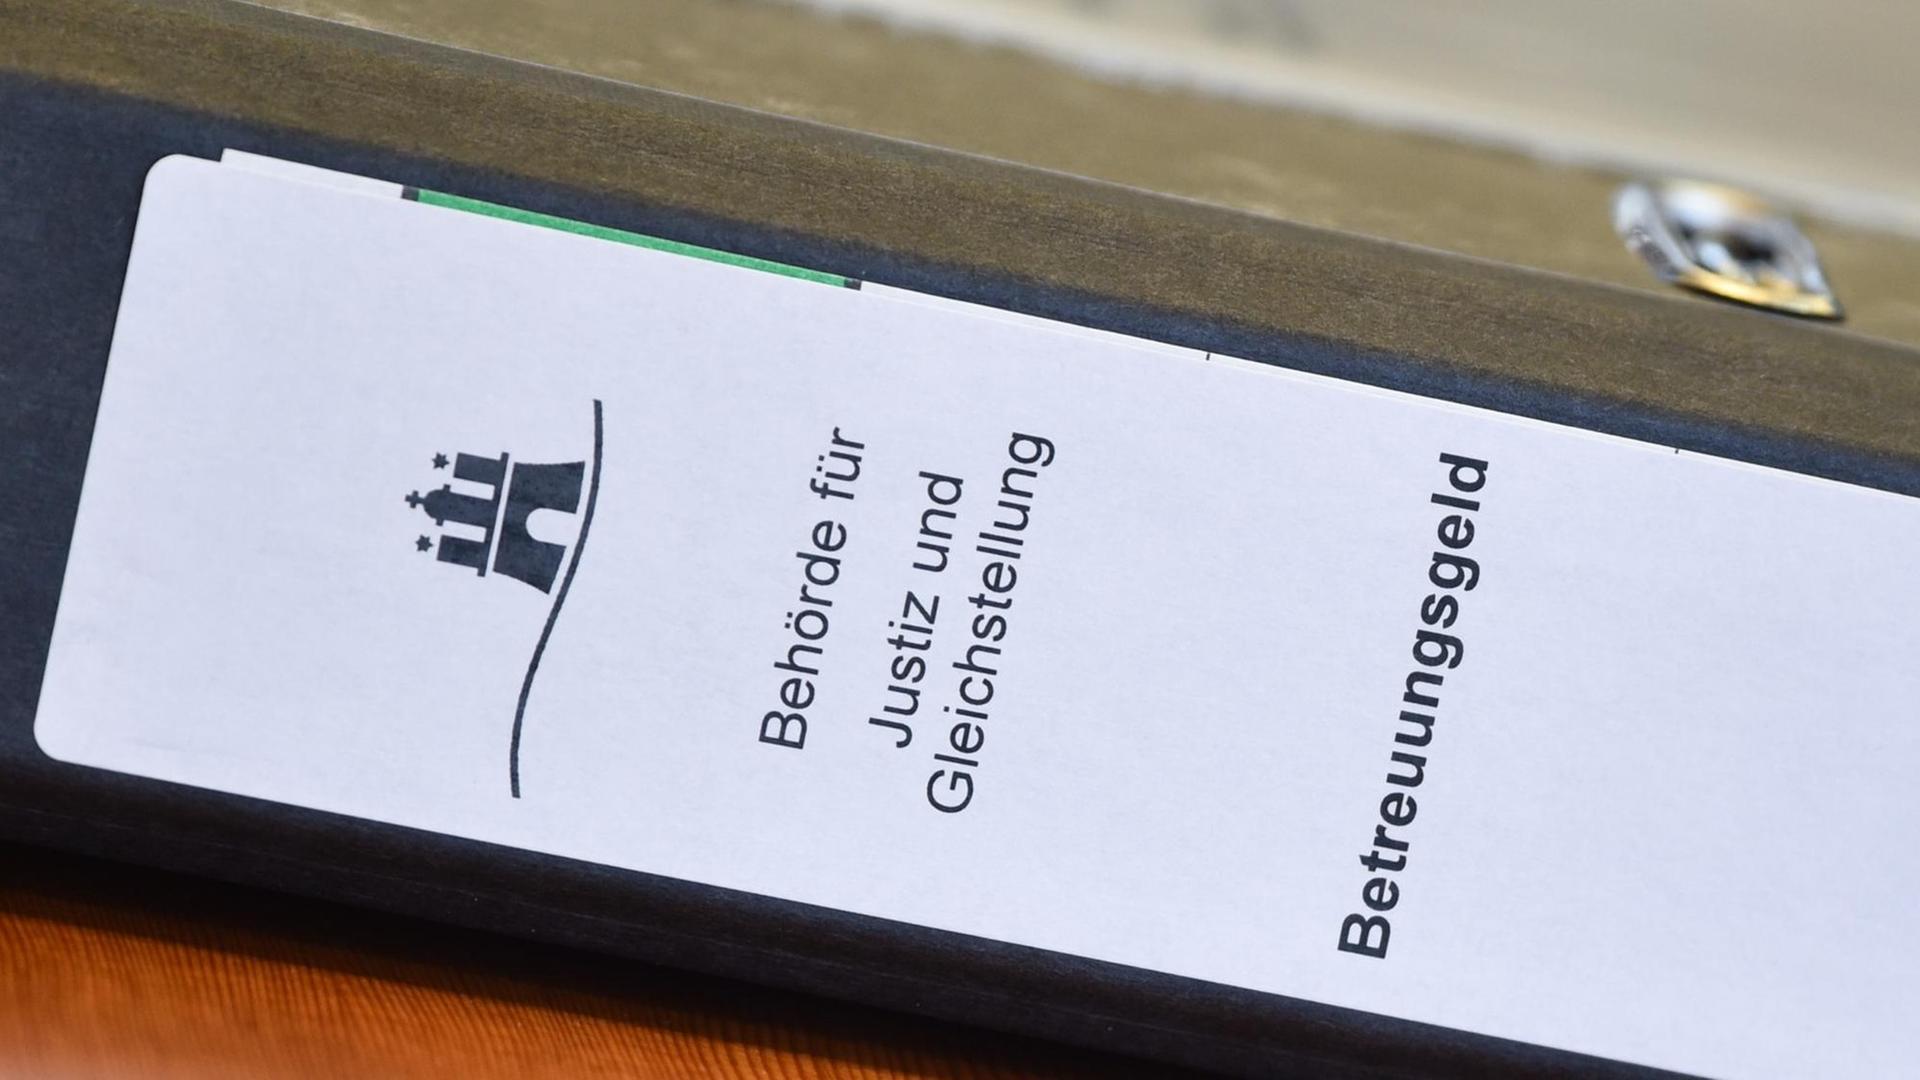 Behörde für
Justiz und
Gleichstellung
Betreuungsgeld